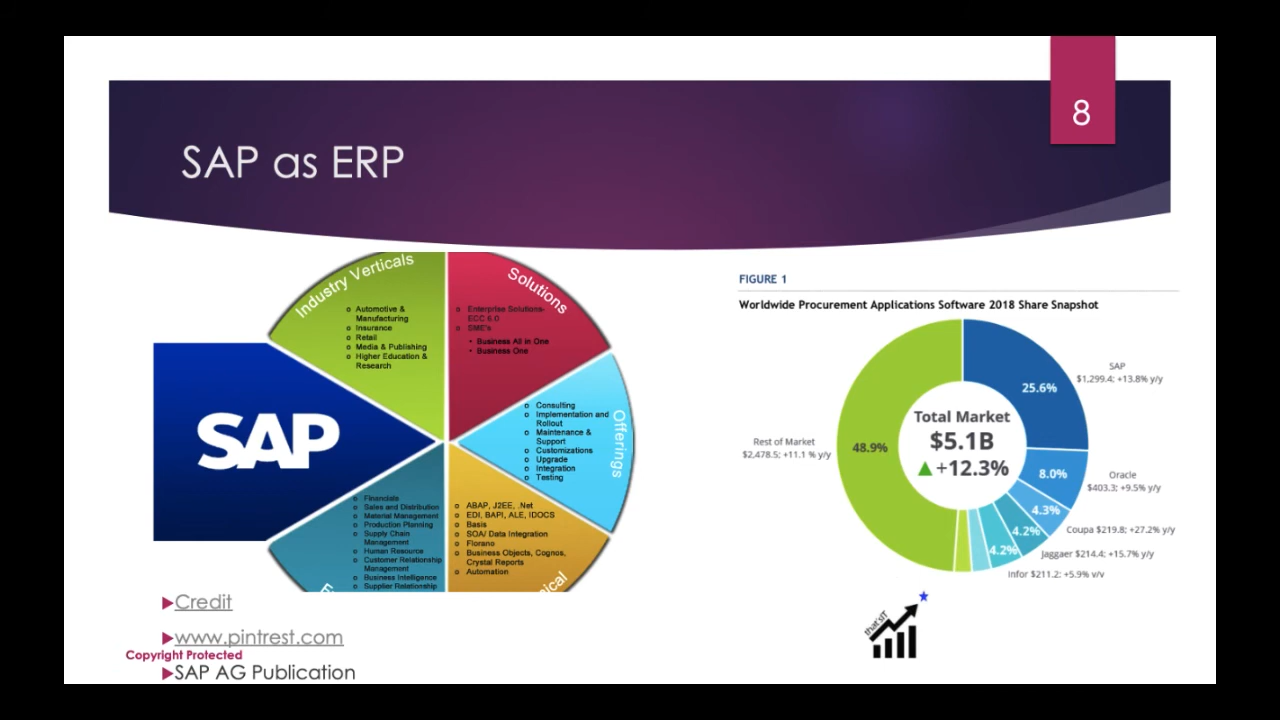 8
SAP as ERP
Industry Verticals
o Automotive &
Manufacturing
o Insurance
o Retail
o Media & Publishing
o Higher Education &
Research
Solutions
o Enterprise Solutions-
ECC 6.0
o SME's
• Business All in One
• Business One
SAP
Offerings
o Consulting
o Implementation and
Rollout
o Maintenance &
Support
o Customizations
o Upgrade
o Integration
o Testing
o Financials
o Sales and Distribution
o Material Management
o Production Planning
o Supply Chain
Management
o Human Resource
o Customer Relationship
Management
o Business Intelligence
o Supplier Relationship
o ABAP, J2EE, .Net
o EDI, BAPI, ALE, IDOCS
o Basis
o SOA/ Data Integration
o Florano
o Business Objects, Cognos,
Crystal Reports
o Automation
ical
FIGURE 1
Worldwide Procurement Applications Software 2018 Share Snapshot
SAP
$1,299.4; +13.8% y/y
25.6%
Total Market
$5.1B
▲+12.3%
Rest of Market
$2,478.5; +11.1 % y/y
48.9%
8.0%
Oracle
$403.3; +9.5% y/y
4.3%
Coupa $219.8; +27.2% y/y
4.2%
Jaggaer $214.4; +15.7% y/y
4.2%
Infor $211.2; +5.9% y/y
that'sIT
Credit
www.pintrest.com
Copyright Protected
SAP AG Publication